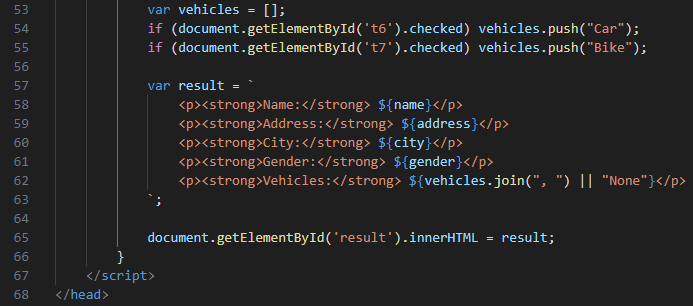 53 var vehicles = [];
54 if (document.getElementById('t6').checked) vehicles.push("Car");
55 if (document.getElementById('t7').checked) vehicles.push("Bike");
56
57 var result = `
58 <p><strong>Name:</strong> ${name}</p>
59 <p><strong>Address:</strong> ${address}</p>
60 <p><strong>City:</strong> ${city}</p>
61 <p><strong>Gender:</strong> ${gender}</p>
62 <p><strong>Vehicles:</strong> ${vehicles.join(", ") || "None"}</p>
63 `;
64
65 document.getElementById('result').innerHTML = result;
66 }
67 </script>
68 </head>